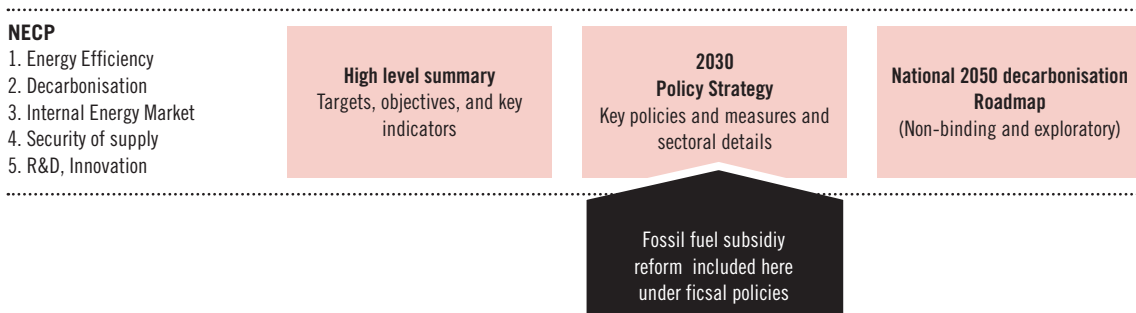 NECP
1. Energy Efficiency
2. Decarbonisation
3. Internal Energy Market
4. Security of supply
5. R&D, Innovation
High level summary
Targets, objectives, and key
indicators
2030
Policy Strategy
Key policies and measures and
sectoral details
National 2050 decarbonisation
Roadmap
(Non-binding and exploratory)
Fossil fuel subsidiy
reform included here
under ficsal policies